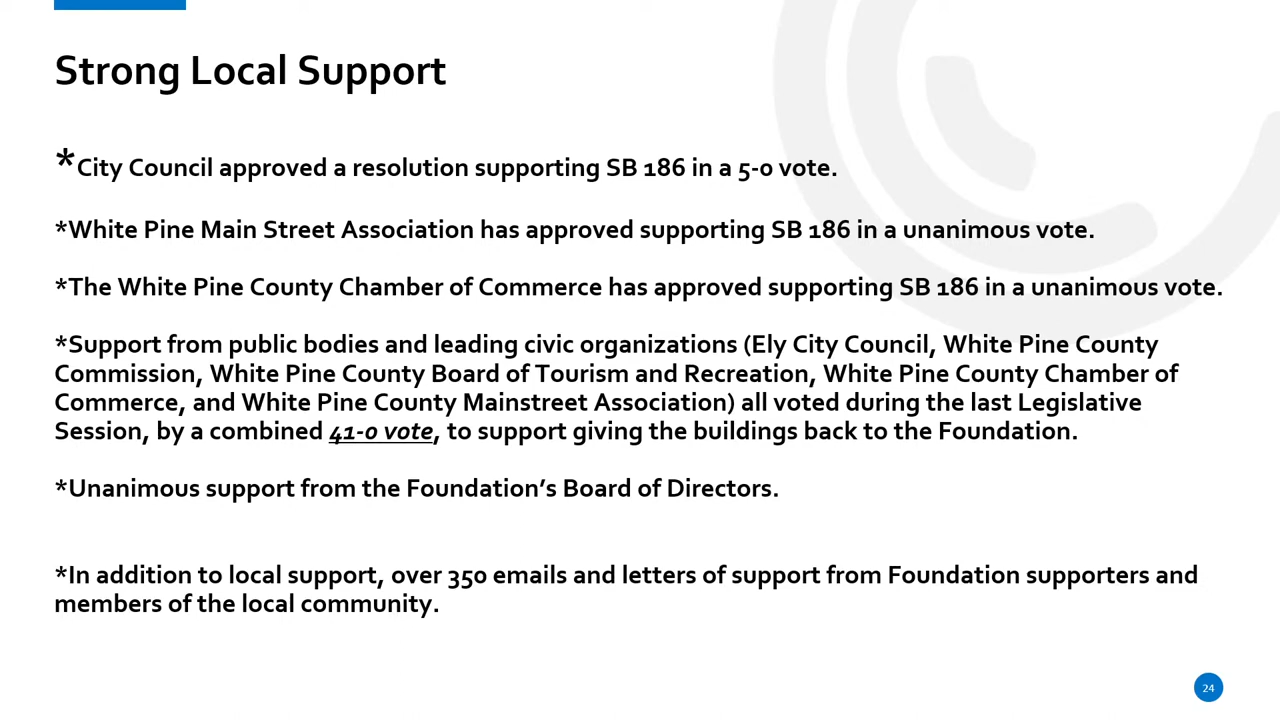 Strong Local Support
*City Council approved a resolution supporting SB 186 in a 5-0 vote.
*White Pine Main Street Association has approved supporting SB 186 in a unanimous vote.
*The White Pine County Chamber of Commerce has approved supporting SB 186 in a unanimous vote.
*Support from public bodies and leading civic organizations (Ely City Council, White Pine County
Commission, White Pine County Board of Tourism and Recreation, White Pine County Chamber of
Commerce, and White Pine County Mainstreet Association) all voted during the last Legislative
Session, by a combined 41-0 vote, to support giving the buildings back to the Foundation.
*Unanimous support from the Foundation’s Board of Directors.
*In addition to local support, over 350 emails and letters of support from Foundation supporters and
members of the local community.
24